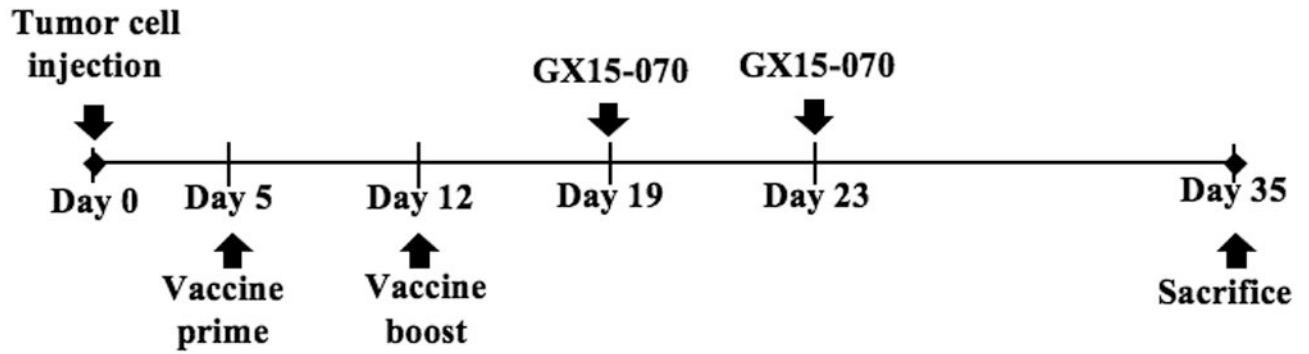 Tumor cell
injection
GX15-070
GX15-070
Day 0
Day 5
Day 12
Day 19
Day 23
Day 35
Vaccine
prime
Vaccine
boost
Sacrifice